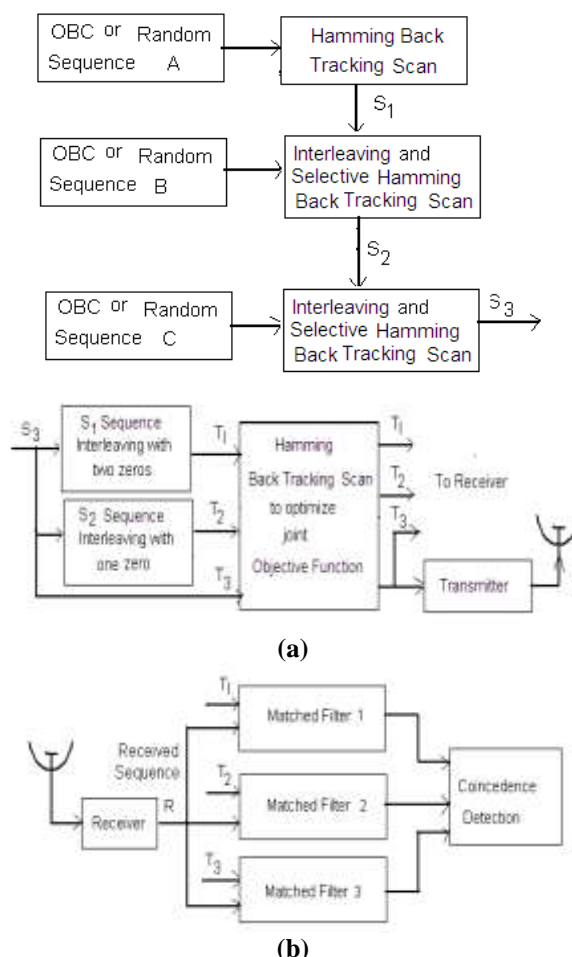 OBC or Random
Sequence A
Hamming Back
Tracking Scan
S1
OBC or Random
Sequence B
Interleaving and
Selective Hamming
Back Tracking Scan
S2
OBC or Random
Sequence C
Interleaving and
Selective Hamming
Back Tracking Scan
S3
S3
S1 Sequence
Interleaving with
two zeros
T1
S2 Sequence
Interleaving with
one zero
T2
T3
Hamming
Back Tracking Scan
to optimize
joint
Objective Function
T1
T2
T3
To Receiver
Transmitter
(a)
T1
Matched Filter 1
Received
Sequence
T2
Matched Filter 2
Receiver
R
T3
Matched Filter 3
Coincedence
Detection
(b)